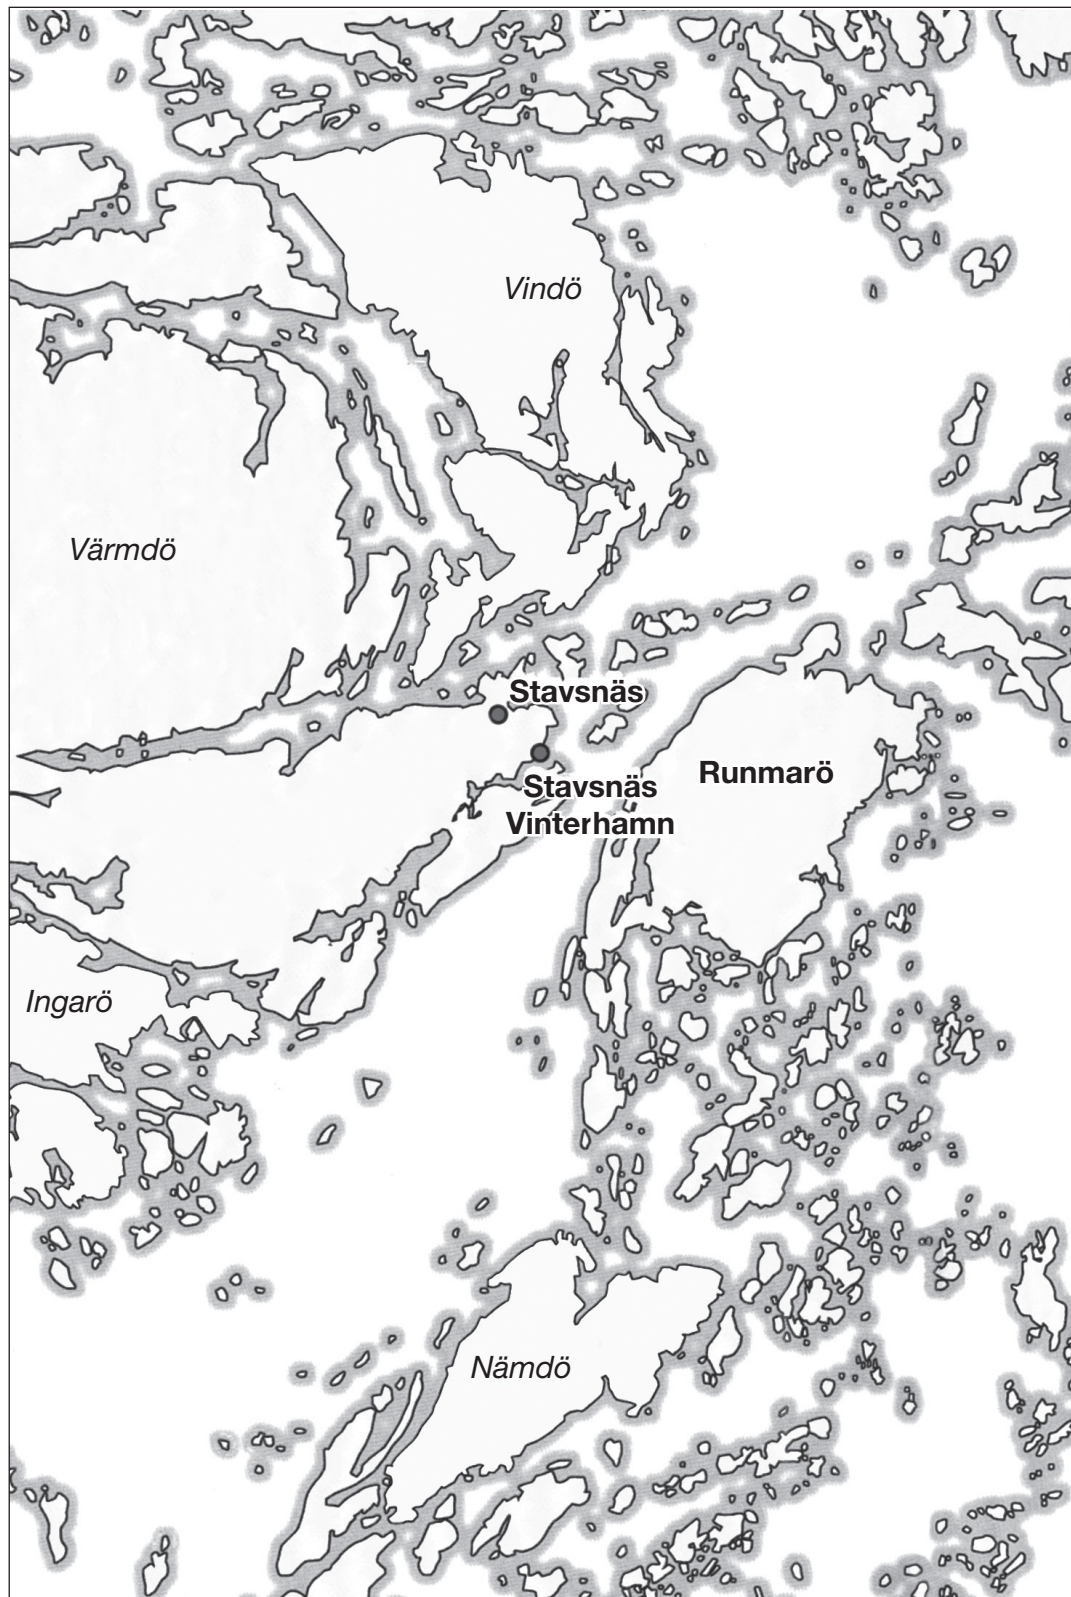 Vindö
Värmdö
Stavsnäs
Runmarö
Stavsnäs
Vinterhamn
Ingarö
Nämdö